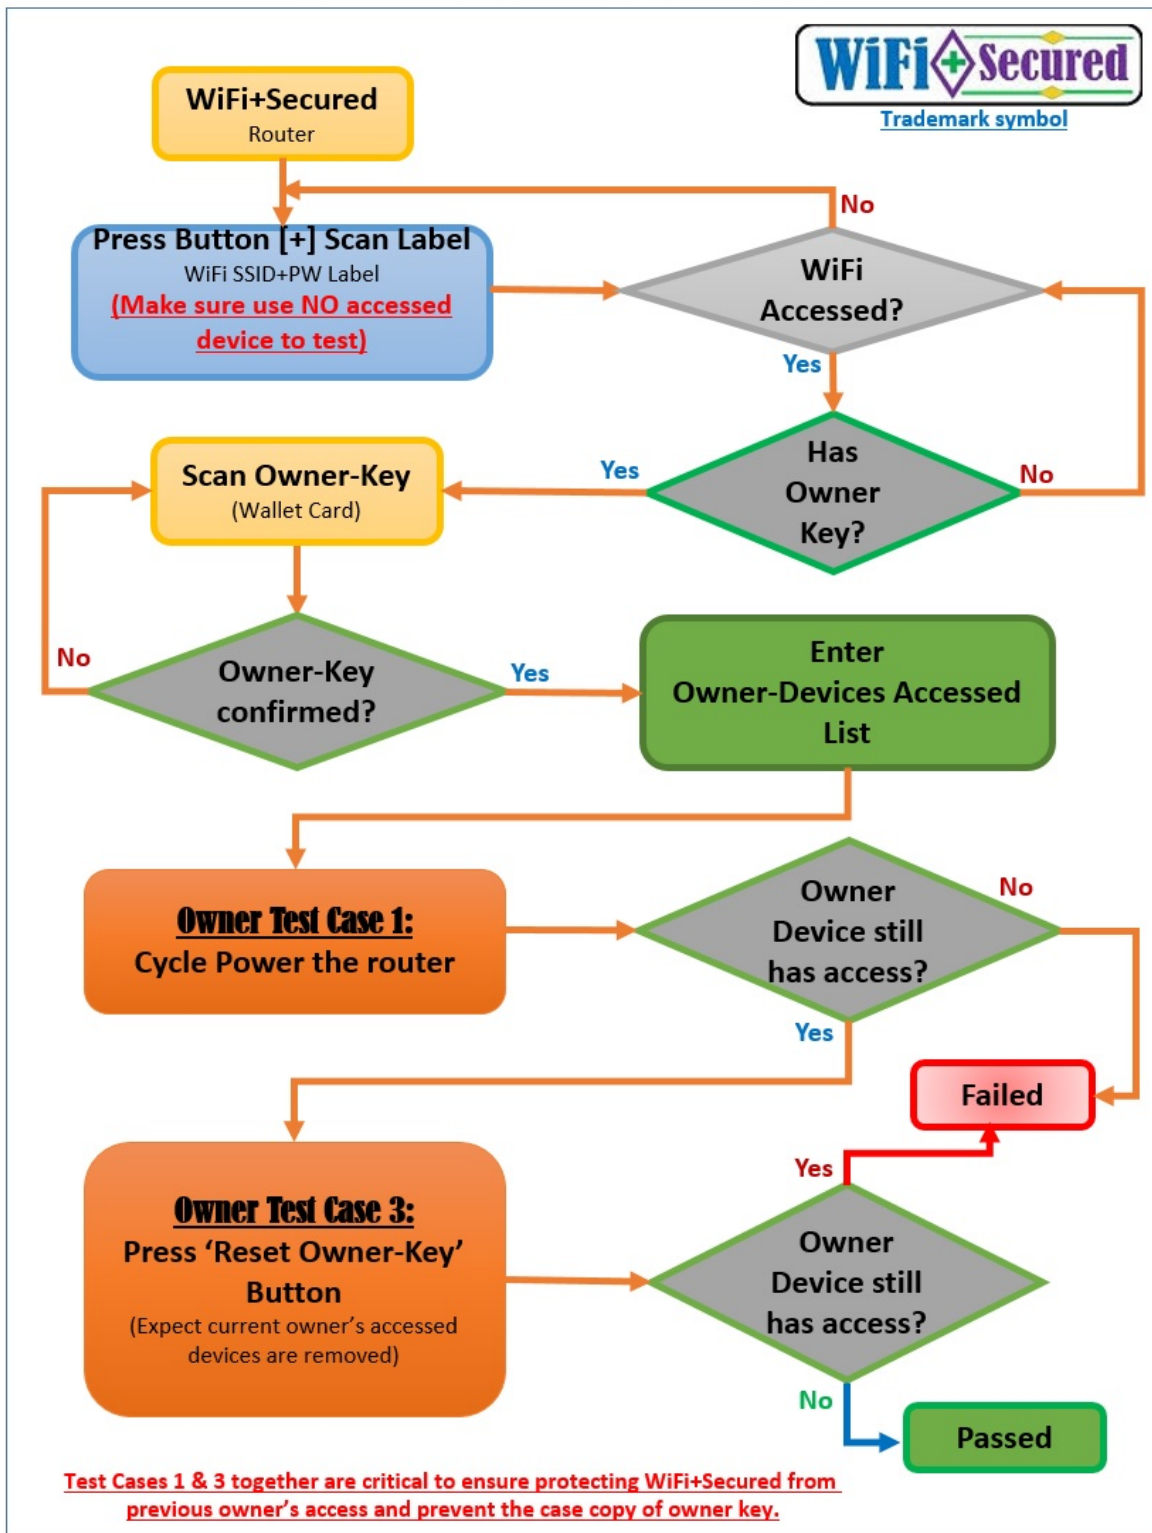 WiFi+Secured
Trademark symbol
WiFi+Secured
Router
No
Press Button [+] Scan Label
WiFi SSID+PW Label
(Make sure use NO accessed
device to test)
WiFi
Accessed?
Yes
Has
Owner
Key?
Yes
No
Scan Owner-Key
(Wallet Card)
No
Owner-Key
confirmed?
Yes
Enter
Owner-Devices Accessed
List
Owner Test Case 1:
Cycle Power the router
Owner
Device still
has access?
No
Yes
Failed
Yes
Owner Test Case 3:
Press ‘Reset Owner-Key’
Button
(Expect current owner’s accessed
devices are removed)
Owner
Device still
has access?
No
Passed
Test Cases 1 & 3 together are critical to ensure protecting WiFi+Secured from
previous owner’s access and prevent the case copy of owner key.